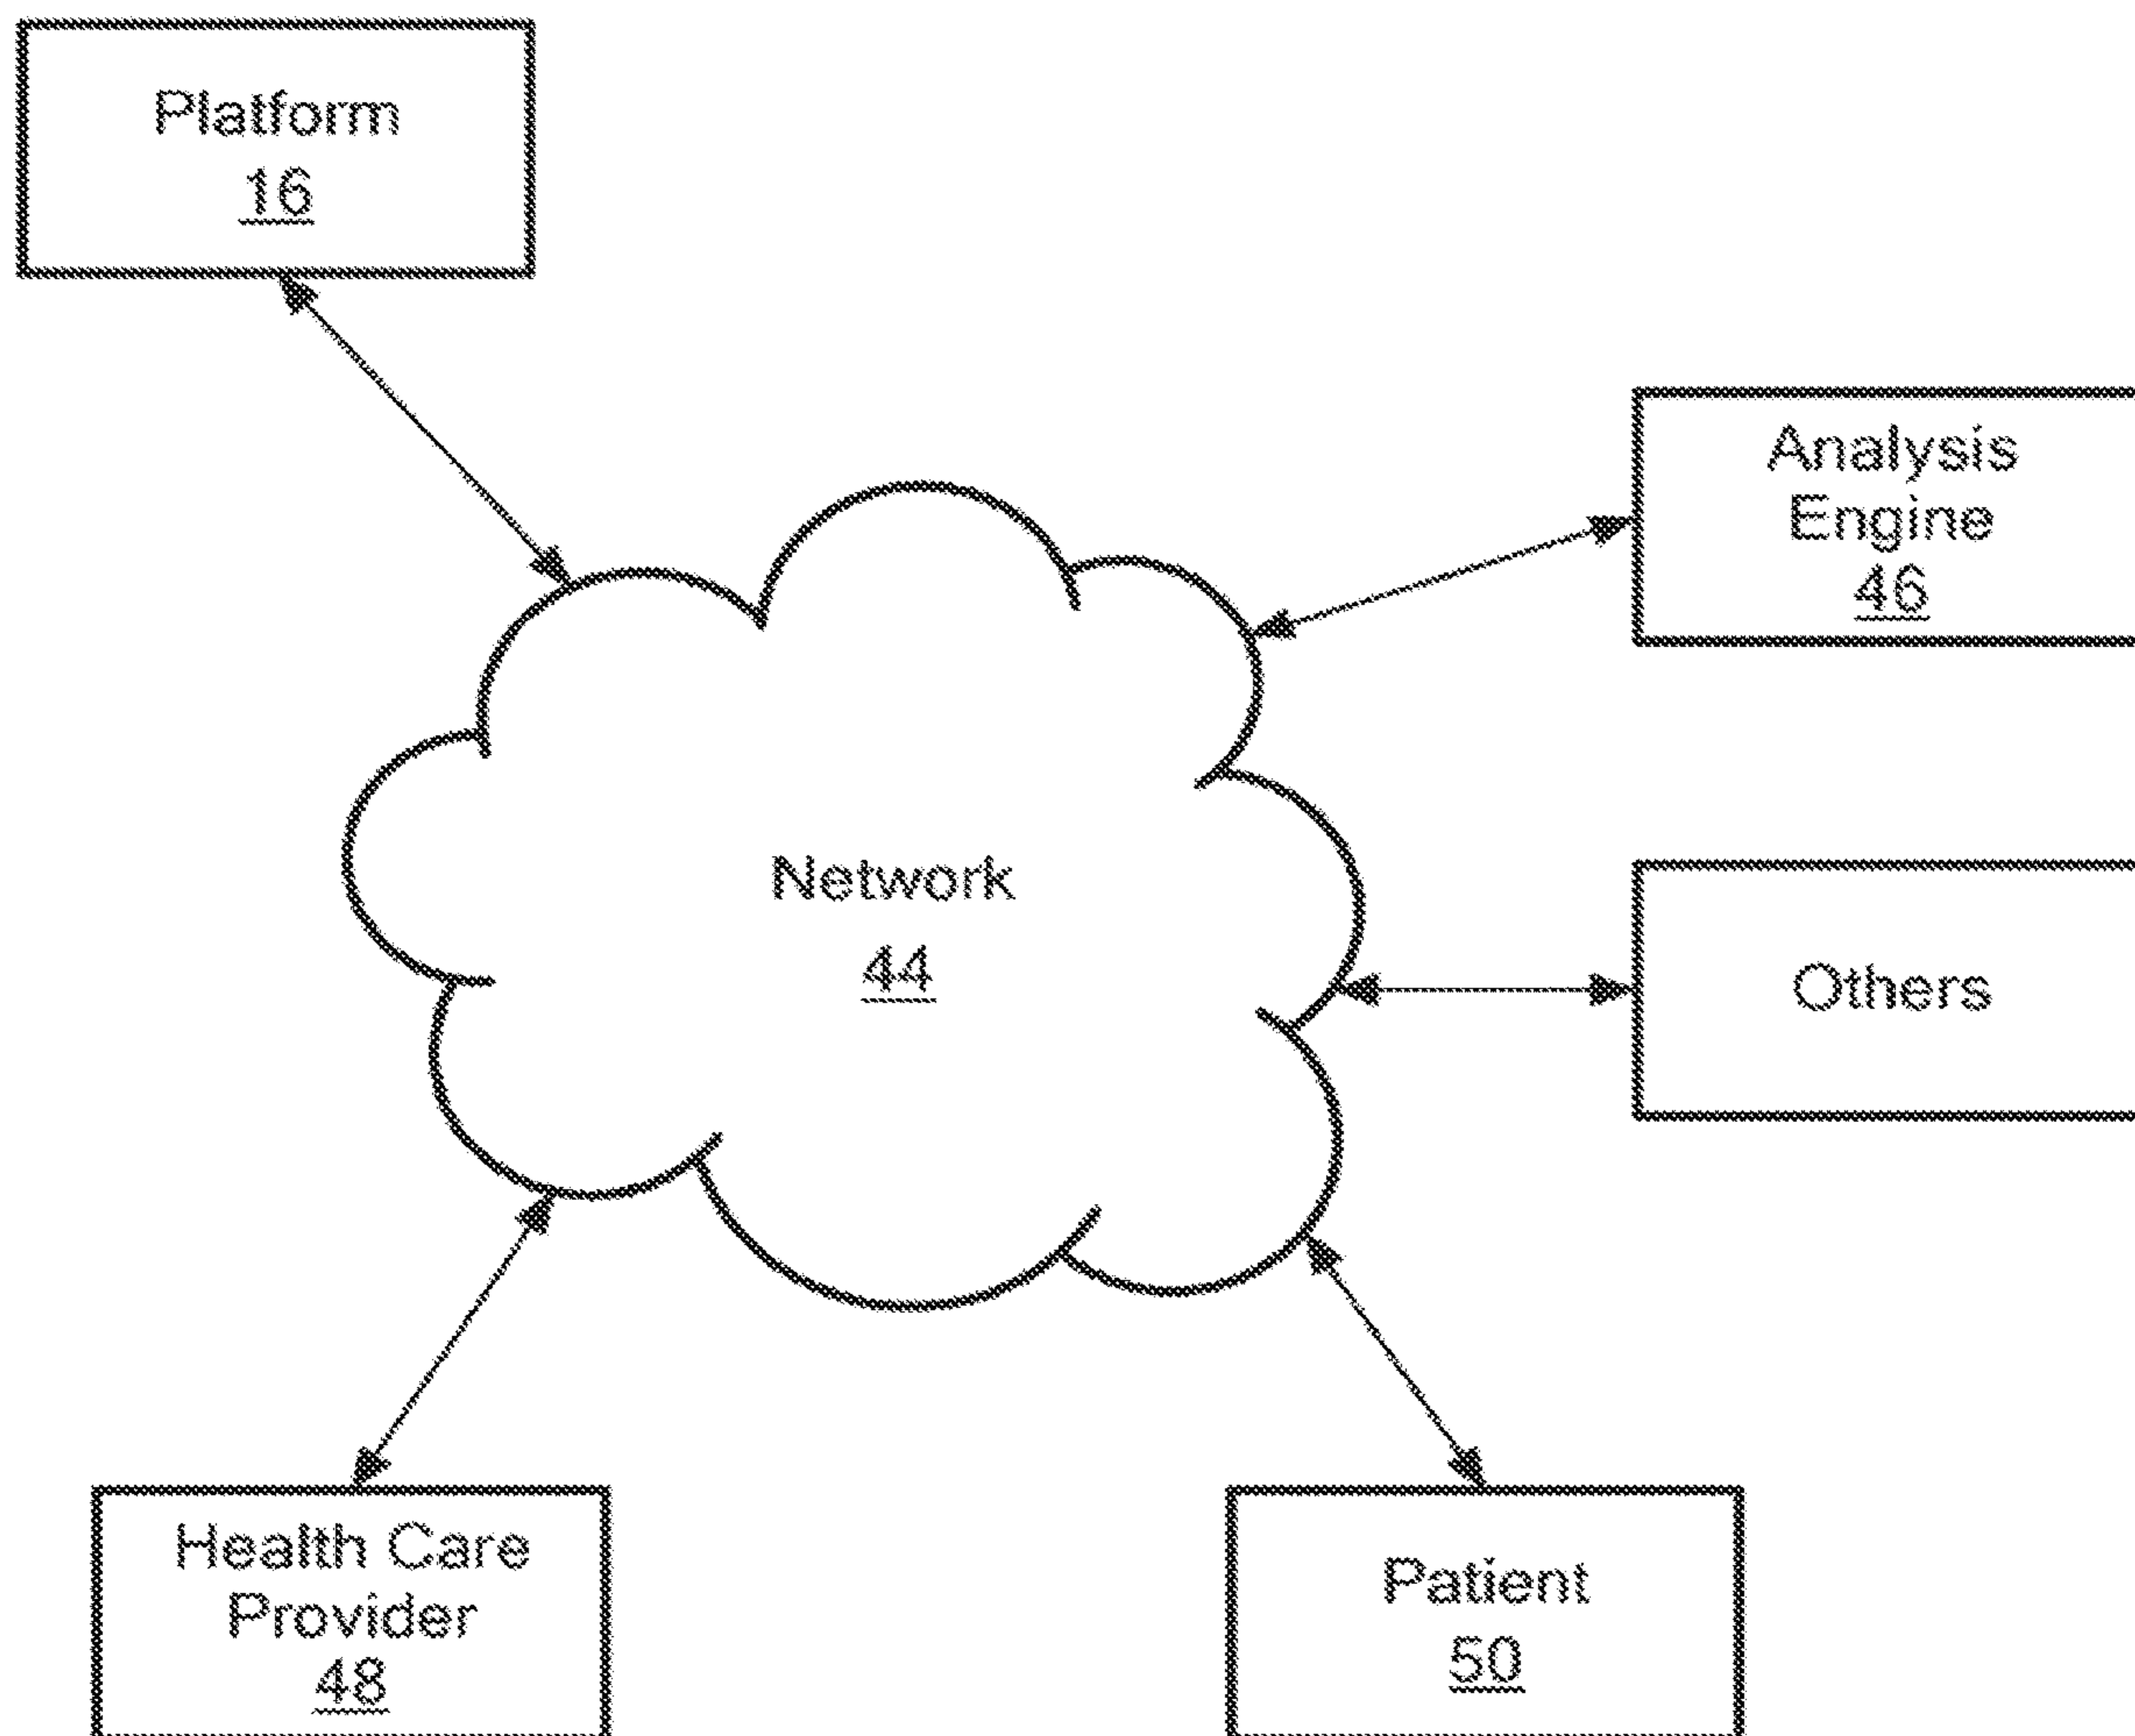 Platform
16
Analysis
Engine
46
Network
44
Others
Health Care
Provider
48
Patient
50